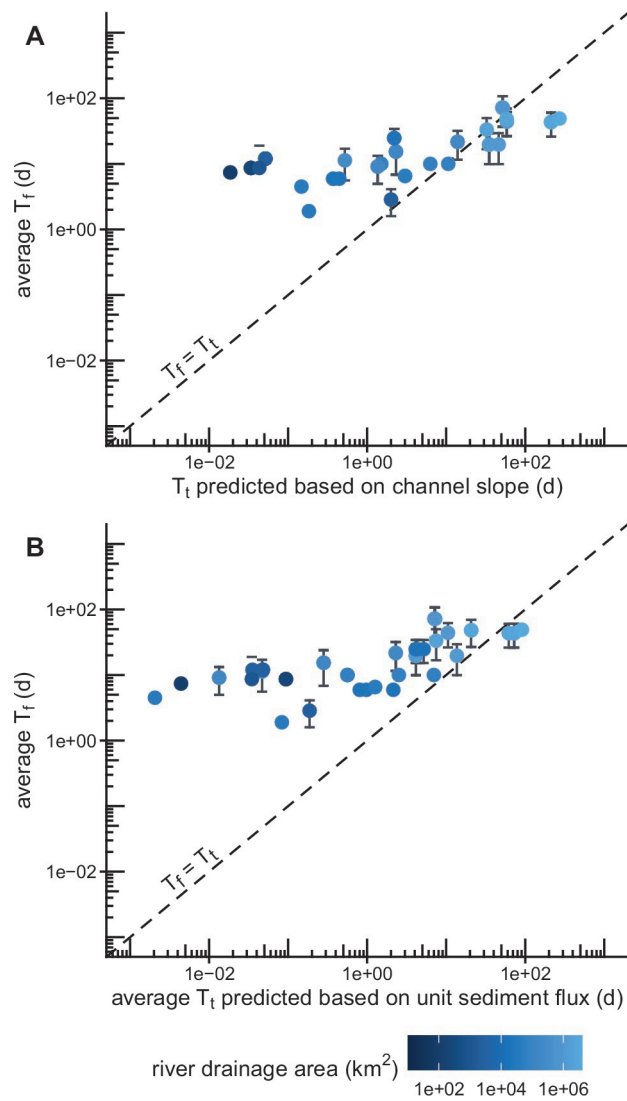 A
1e+02
1e+00
1e−02
average T_f (d)
T_f = T_t
1e−02 1e+00 1e+02
T_t predicted based on channel slope (d)
B
1e+02
1e+00
1e−02
average T_f (d)
T_f = T_t
1e−02 1e+00 1e+02
average T_t predicted based on unit sediment flux (d)
river drainage area (km²)
1e+02 1e+04 1e+06